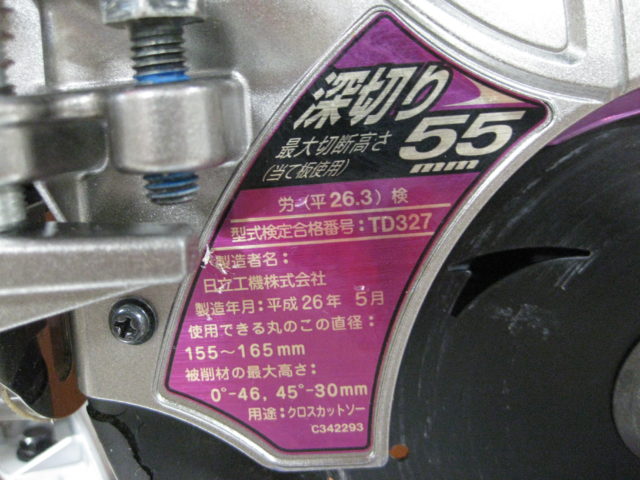 深切り
最大切断高さ
(当て板使用)
55
mm
労(平26.3)検
型式検定合格番号:TD327
製造者名:
日立工機株式会社
製造年月:平成26年 5月
使用できる丸のこの直径:
155~165mm
被削材の最大高さ:
0°-46, 45°-30mm
用途:クロスカットソー
C342293